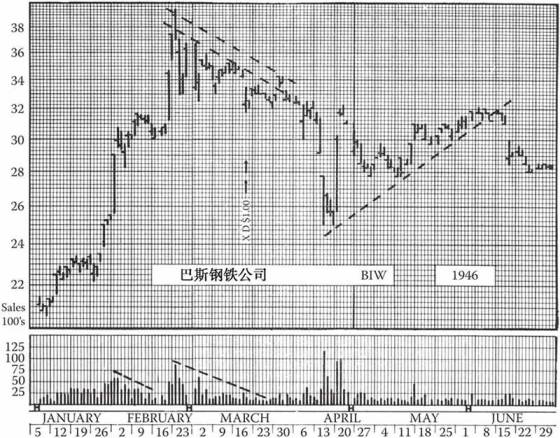 38
36
34
32
30
28
26
24
22
X D $1.00
巴斯钢铁公司 BIW 1946
Sales
100's
125
100
75
50
25
JANUARY FEBRUARY MARCH APRIL MAY JUNE
5 12 19 26 2 9 16 23 2 9 16 23 30 6 13 20 27 4 11 18 25 1 8 15 22 29